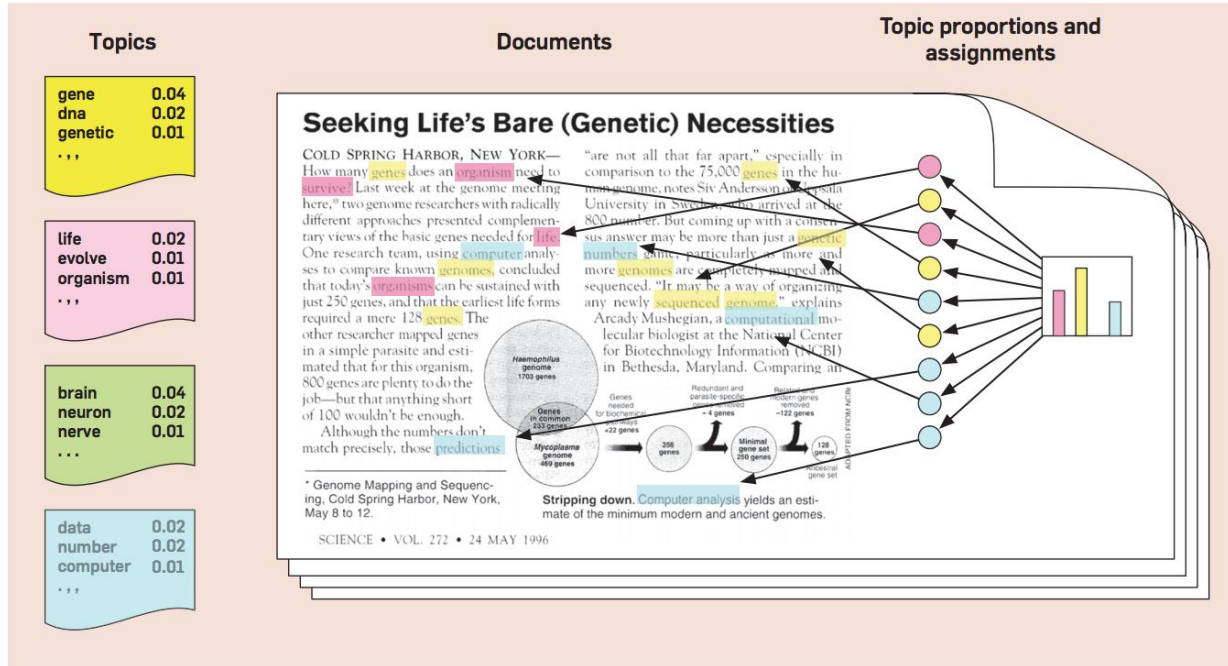 Topics
Documents
Topic proportions and
assignments
gene 0.04
dna 0.02
genetic 0.01
. , ,
life 0.02
evolve 0.01
organism 0.01
. , ,
brain 0.04
neuron 0.02
nerve 0.01
...
data 0.02
number 0.02
computer 0.01
. , ,
Seeking Life's Bare (Genetic) Necessities
COLD SPRING HARBOR, NEW YORK—
How many genes does an organism need to
survive? Last week at the genome meeting
here,* two genome researchers with radically
different approaches presented complemen-
tary views of the basic genes needed for life.
One research team, using computer analy-
ses to compare known genomes, concluded
that today's organisms can be sustained with
just 250 genes, and that the earliest life forms
required a mere 128 genes. The
other researcher mapped genes
in a simple parasite and esti-
mated that for this organism,
800 genes are plenty to do the
job—but that anything short
of 100 wouldn't be enough.
Although the numbers don't
match precisely, those predictions
* Genome Mapping and Sequenc-
ing, Cold Spring Harbor, New York,
May 8 to 12.
"are not all that far apart," especially in
comparison to the 75,000 genes in the hu-
man genome, notes Siv Andersson of Uppsala
University in Sweden, who arrived at the
800 number. But coming up with a consen-
sus answer may be more than just a genetic
numbers game, particularly as more and
more genomes are completely mapped and
sequenced. "It may be a way of organizing
any newly sequenced genome," explains
Arcady Mushegian, a computational mo-
lecular biologist at the National Center
for Biotechnology Information (NCBI)
in Bethesda, Maryland. Comparing an
Haemophilus
genome
1703 genes
Genes
in common
233 genes
Mycoplasma
genome
469 genes
Genes
needed
for biochemical
pathways
+22 genes
256
genes
Redundant and
parasite-specific
genes removed
– 4 genes
Minimal
gene set
250 genes
Related and
modern genes
removed
–122 genes
128
genes
Ancestral
gene set
ADAPTED FROM NCBI
Stripping down. Computer analysis yields an esti-
mate of the minimum modern and ancient genomes.
SCIENCE • VOL. 272 • 24 MAY 1996